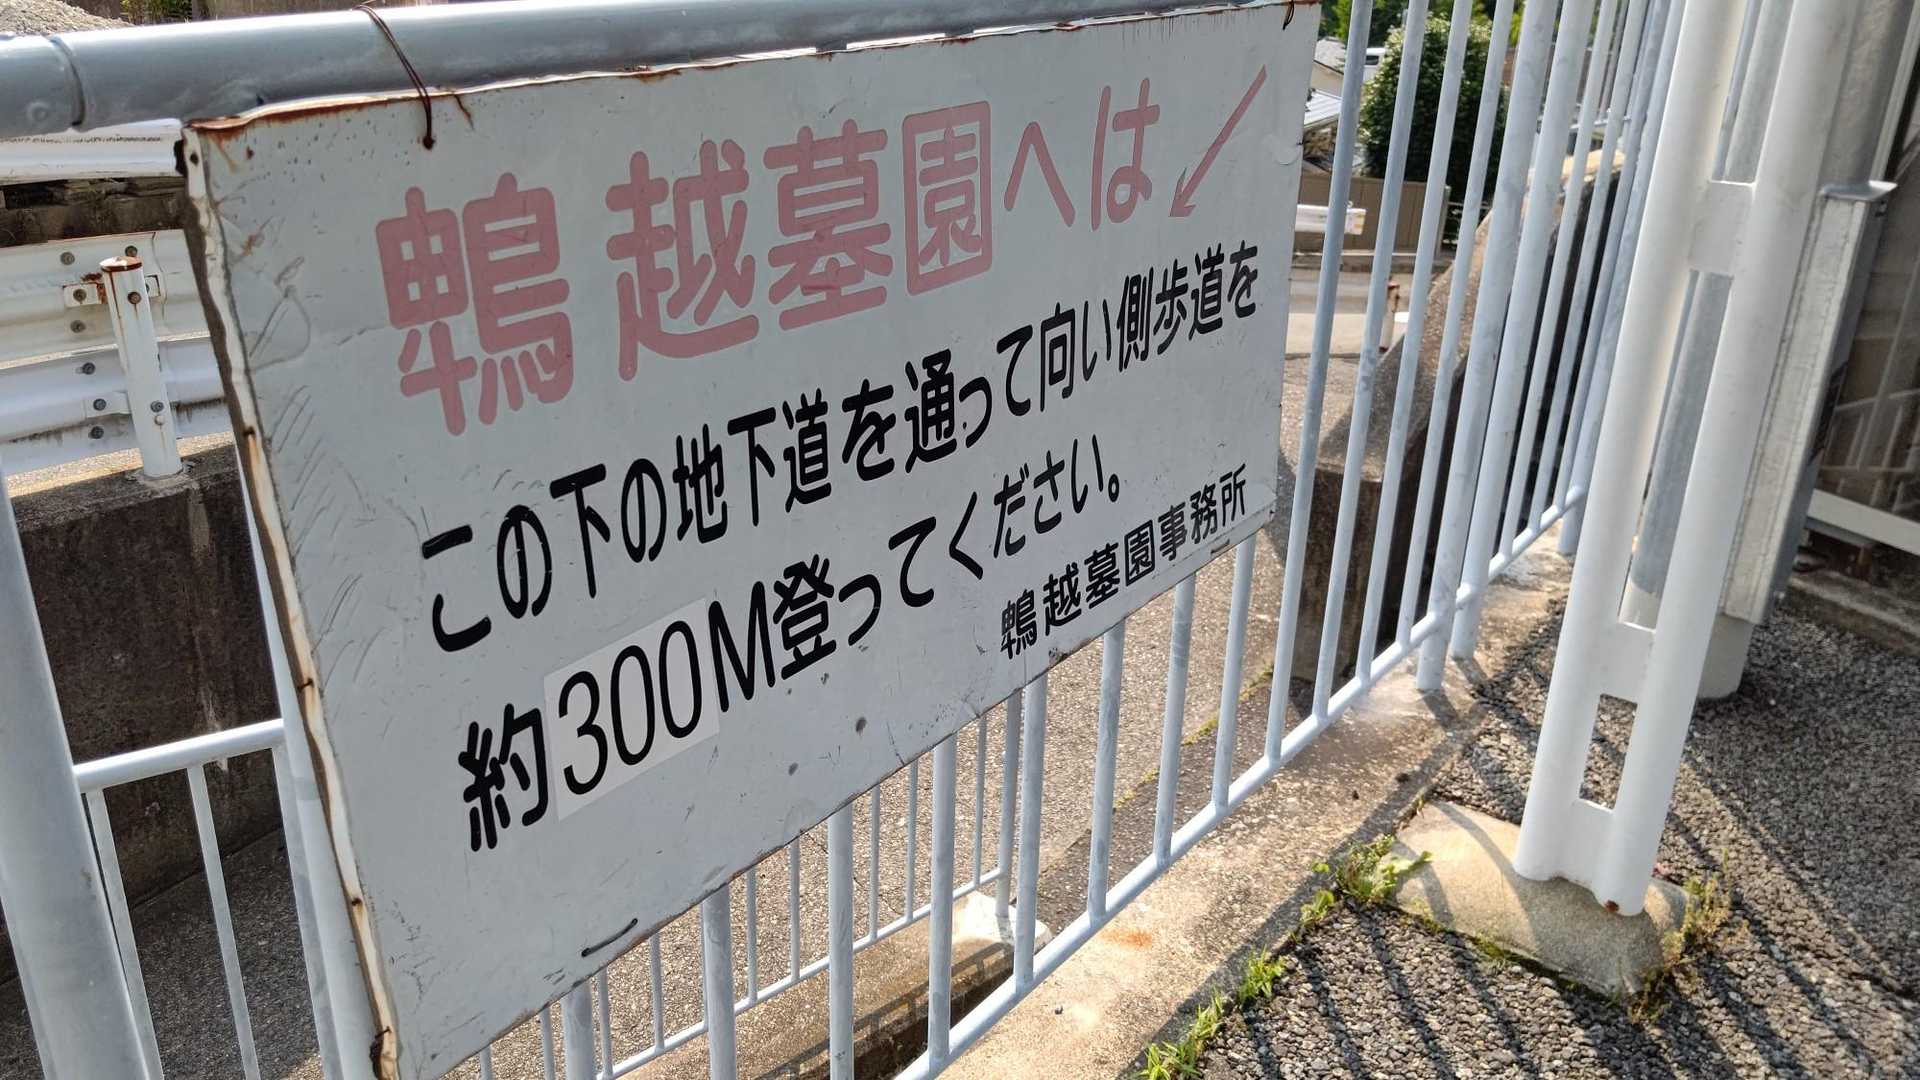 鵯越墓園へは↙
この下の地下道を通って向い側歩道を
約300M登ってください。
鵯越墓園事務所